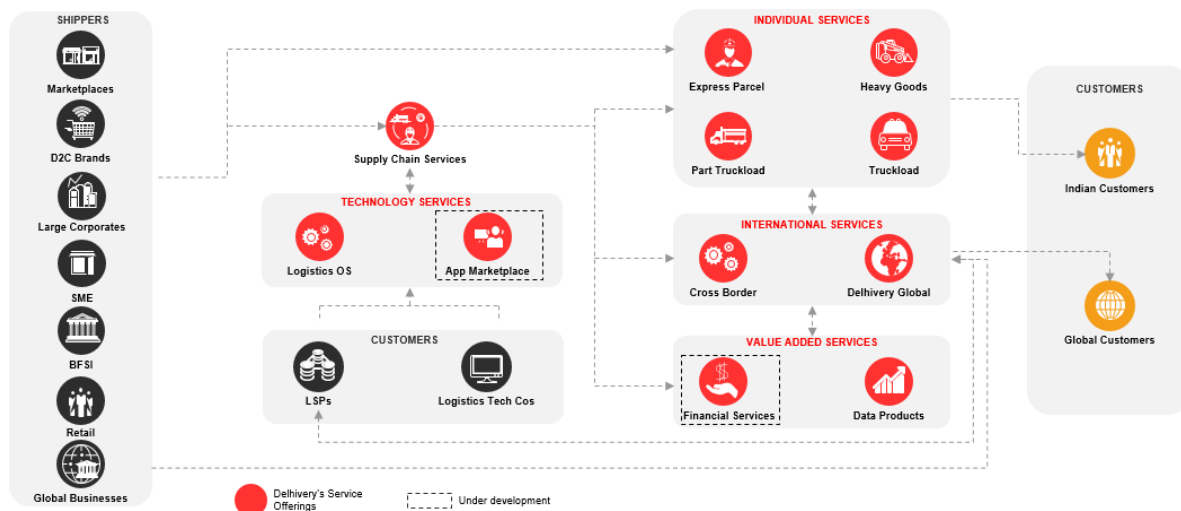 SHIPPERS
Marketplaces
D2C Brands
Large Corporates
SME
BFSI
Retail
Global Businesses
Supply Chain Services
TECHNOLOGY SERVICES
Logistics OS
App Marketplace
CUSTOMERS
LSPs
Logistics Tech Cos
INDIVIDUAL SERVICES
Express Parcel
Heavy Goods
Part Truckload
Truckload
INTERNATIONAL SERVICES
Cross Border
Delhivery Global
VALUE ADDED SERVICES
Financial Services
Data Products
CUSTOMERS
Indian Customers
Global Customers
Delhivery's Service
Offerings
Under development